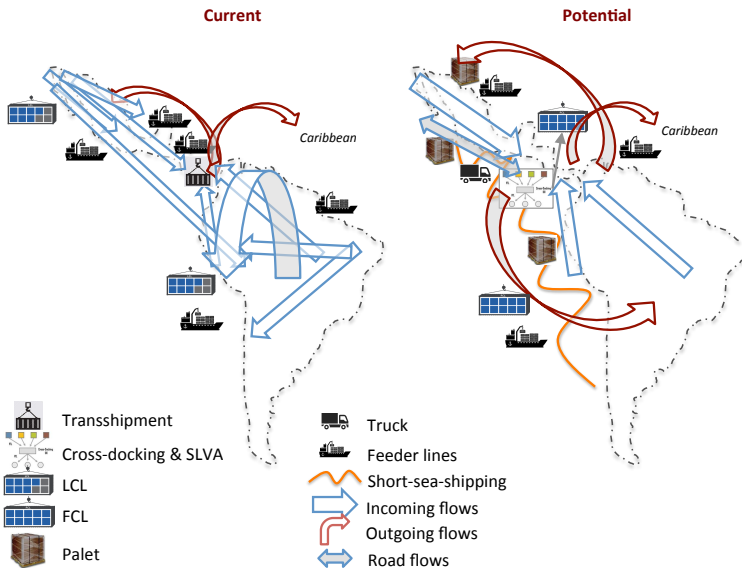 Current
Potential
Caribbean
Caribbean
Transshipment
Cross-docking & SLVA
LCL
FCL
Palet
Truck
Feeder lines
Short-sea-shipping
Incoming flows
Outgoing flows
Road flows